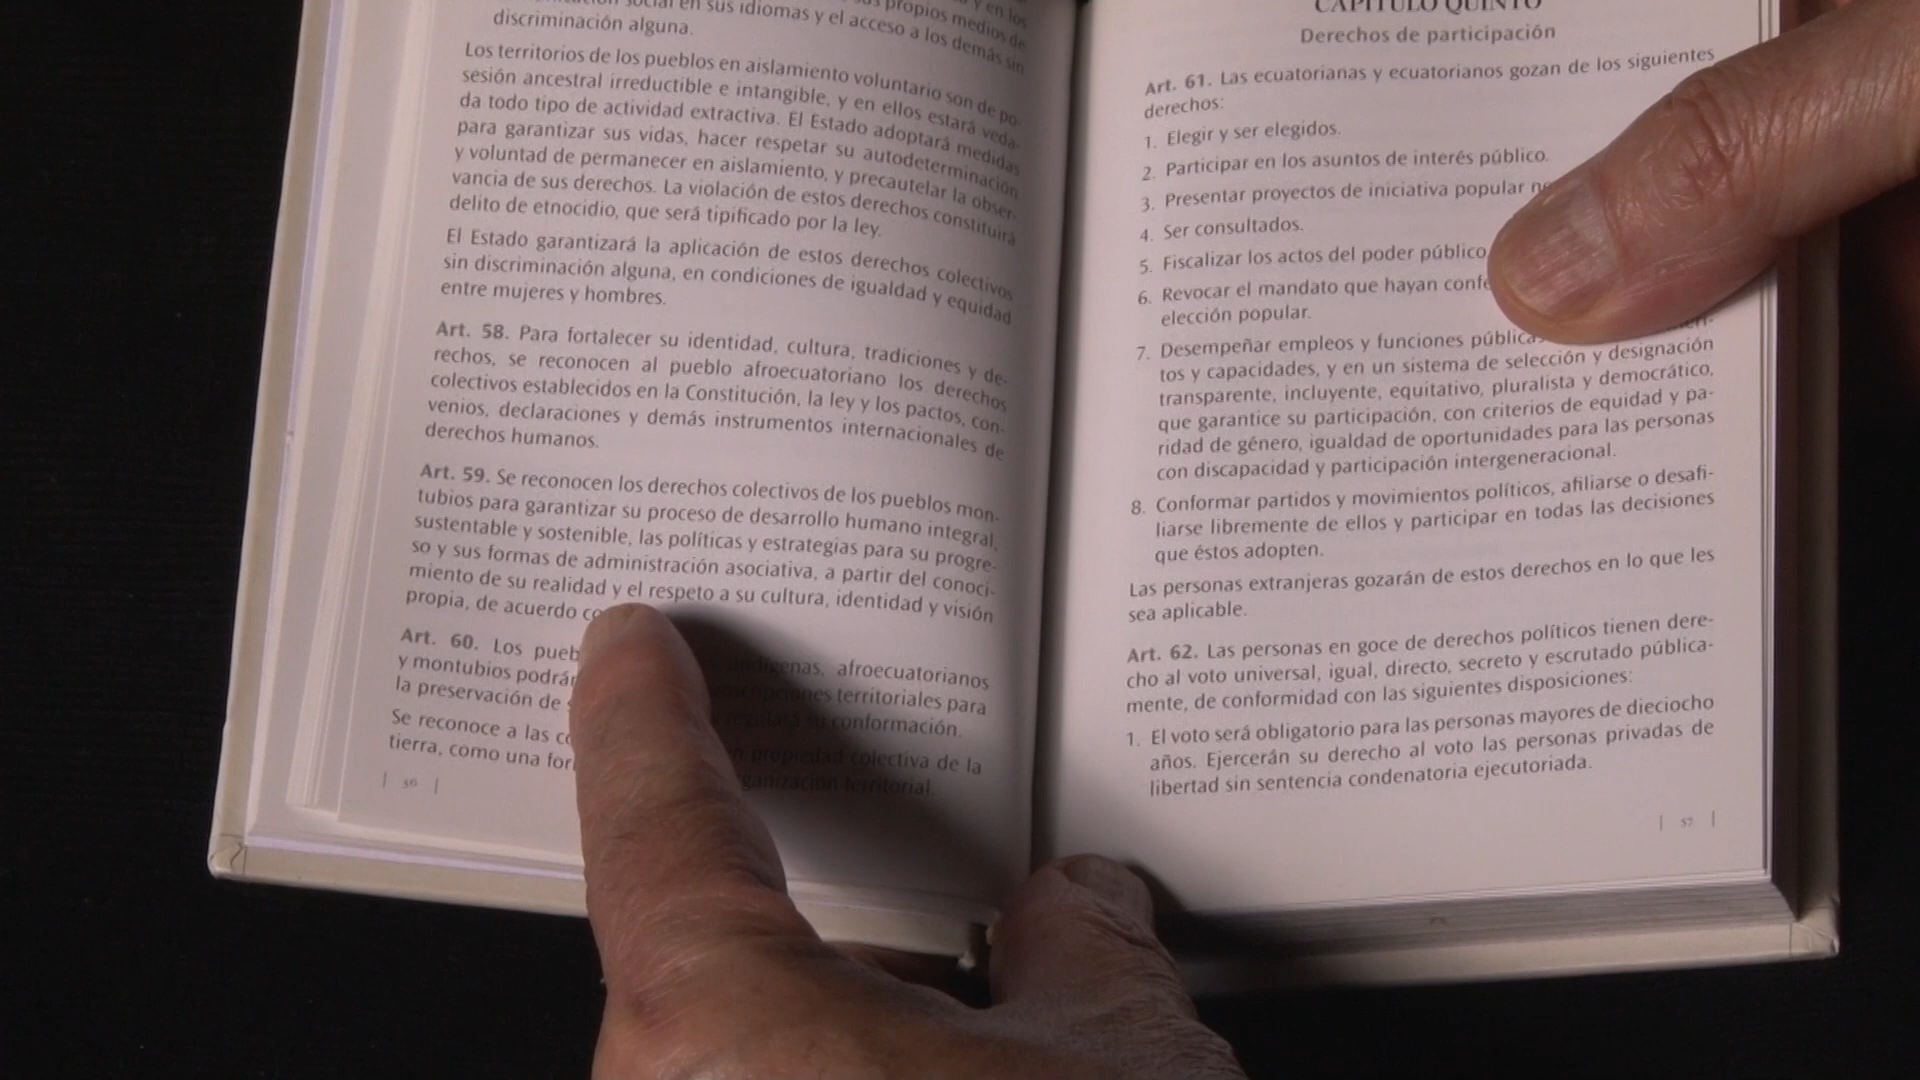 social en sus idiomas y el acceso a los demás sin
discriminación alguna.
Los territorios de los pueblos en aislamiento voluntario son de po-
sesión ancestral irreductible e intangible, y en ellos estará veda-
da todo tipo de actividad extractiva. El Estado adoptará medidas
para garantizar sus vidas, hacer respetar su autodeterminación
y voluntad de permanecer en aislamiento, y precautelar la obser-
vancia de sus derechos. La violación de estos derechos constituirá
delito de etnocidio, que será tipificado por la ley.
El Estado garantizará la aplicación de estos derechos colectivos
sin discriminación alguna, en condiciones de igualdad y equidad
entre mujeres y hombres.
Art. 58. Para fortalecer su identidad, cultura, tradiciones y de-
rechos, se reconocen al pueblo afroecuatoriano los derechos
colectivos establecidos en la Constitución, la ley y los pactos, con-
venios, declaraciones y demás instrumentos internacionales de
derechos humanos.
Art. 59. Se reconocen los derechos colectivos de los pueblos mon-
tubios para garantizar su proceso de desarrollo humano integral,
sustentable y sostenible, las políticas y estrategias para su progre-
so y sus formas de administración asociativa, a partir del conoci-
miento de su realidad y el respeto a su cultura, identidad y visión
propia, de acuerdo
Art. 60. Los indígenas, afroecuatorianos
y montubios territoriales para
la preservación de su conformación.
Se reconoce a las propiedad colectiva de la
tierra, como una organización territorial.
| 56 |
CAPÍTULO QUINTO
Derechos de participación
Art. 61. Las ecuatorianas y ecuatorianos gozan de los siguientes
derechos:
1. Elegir y ser elegidos.
2. Participar en los asuntos de interés público.
3. Presentar proyectos de iniciativa popular
4. Ser consultados.
5. Fiscalizar los actos del poder público
6. Revocar el mandato que hayan
elección popular.
7. Desempeñar empleos y funciones
tos y capacidades, y en un sistema de selección y designación
transparente, incluyente, equitativo, pluralista y democrático,
que garantice su participación, con criterios de equidad y pa-
ridad de género, igualdad de oportunidades para las personas
con discapacidad y participación intergeneracional.
8. Conformar partidos y movimientos políticos, afiliarse o desafi-
liarse libremente de ellos y participar en todas las decisiones
que éstos adopten.
Las personas extranjeras gozarán de estos derechos en lo que les
sea aplicable.
Art. 62. Las personas en goce de derechos políticos tienen dere-
cho al voto universal, igual, directo, secreto y escrutado pública-
mente, de conformidad con las siguientes disposiciones:
1. El voto será obligatorio para las personas mayores de dieciocho
años. Ejercerán su derecho al voto las personas privadas de
libertad sin sentencia condenatoria ejecutoriada.
| 57 |